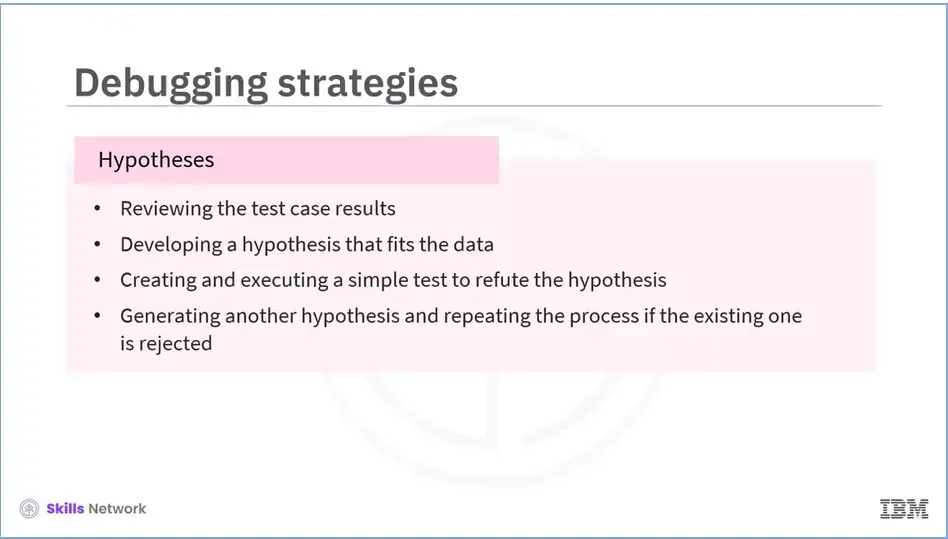 Debugging strategies
Hypotheses
• Reviewing the test case results
• Developing a hypothesis that fits the data
• Creating and executing a simple test to refute the hypothesis
• Generating another hypothesis and repeating the process if the existing one
is rejected
Skills Network
IBM